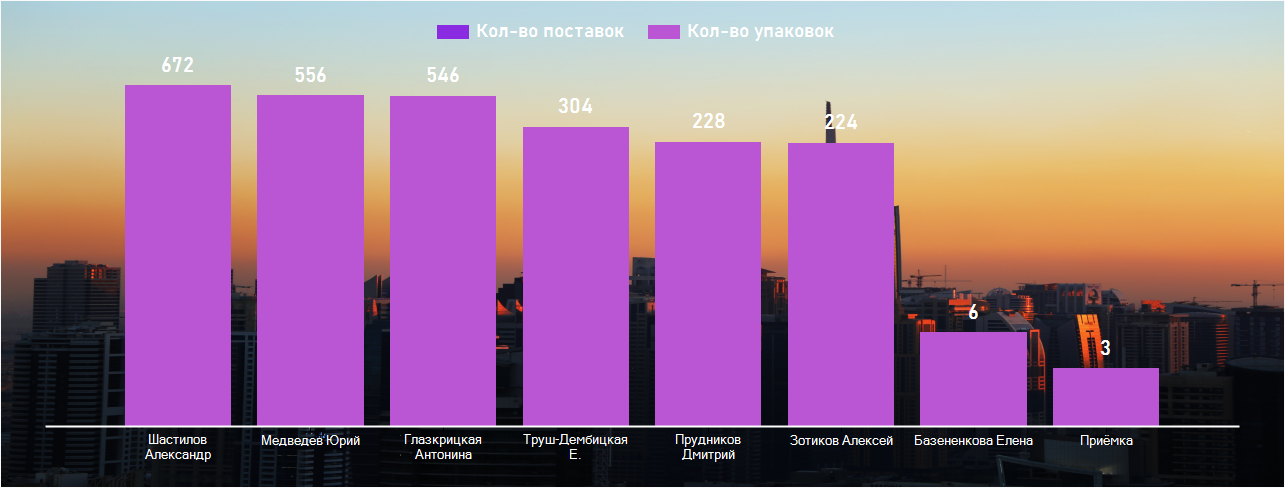 Кол-во поставок Кол-во упаковок
672
556
546
304
228
224
6
3
Шастилов
Александр
Медведев Юрий
Глазкрицкая
Антонина
Труш-Дембицкая
Е.
Прудников
Дмитрий
Зотиков Алексей
Базененкова Елена
Приёмка